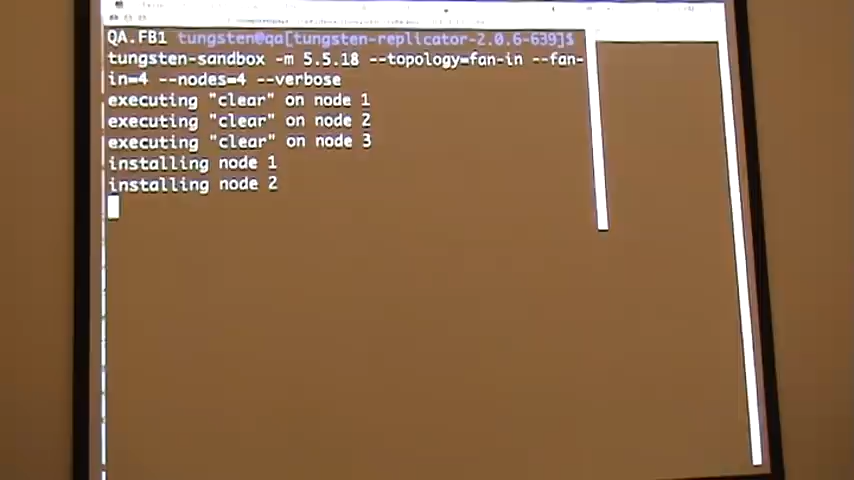 QA.FB1 tungsten@qa[tungsten-replicator-2.0.6-639]$
tungsten-sandbox -m 5.5.18 --topology=fan-in --fan-
in=4 --nodes=4 --verbose
executing "clear" on node 1
executing "clear" on node 2
executing "clear" on node 3
installing node 1
installing node 2